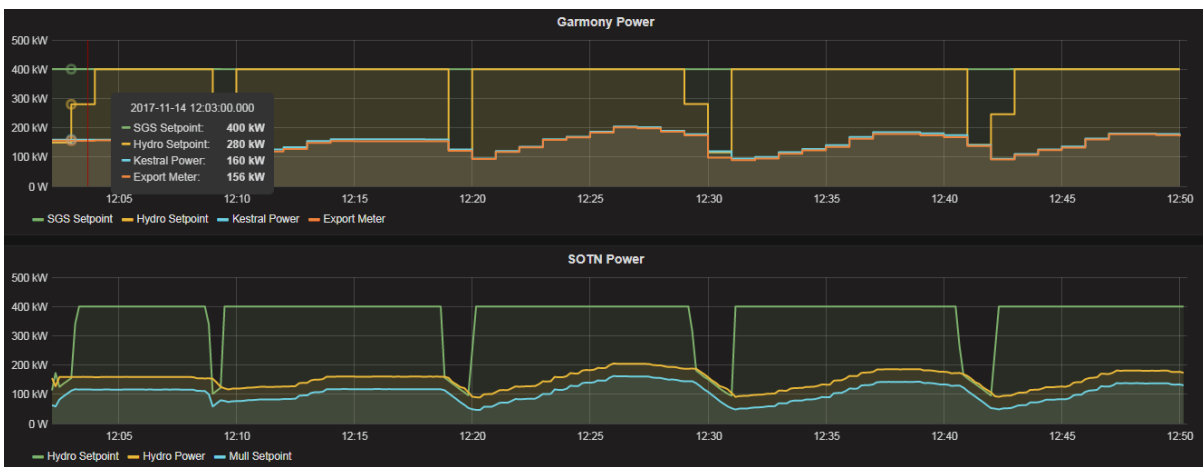 Garmony Power
500 kW
400 kW
300 kW
200 kW
100 kW
0 W
2017-11-14 12:03:00.000
SGS Setpoint: 400 kW
Hydro Setpoint: 280 kW
Kestral Power: 160 kW
Export Meter: 156 kW
12:05 12:10 12:15 12:20 12:25 12:30 12:35 12:40 12:45 12:50
SGS Setpoint Hydro Setpoint Kestral Power Export Meter
SOTN Power
500 kW
400 kW
300 kW
200 kW
100 kW
0 W
12:05 12:10 12:15 12:20 12:25 12:30 12:35 12:40 12:45 12:50
Hydro Setpoint Hydro Power Mull Setpoint